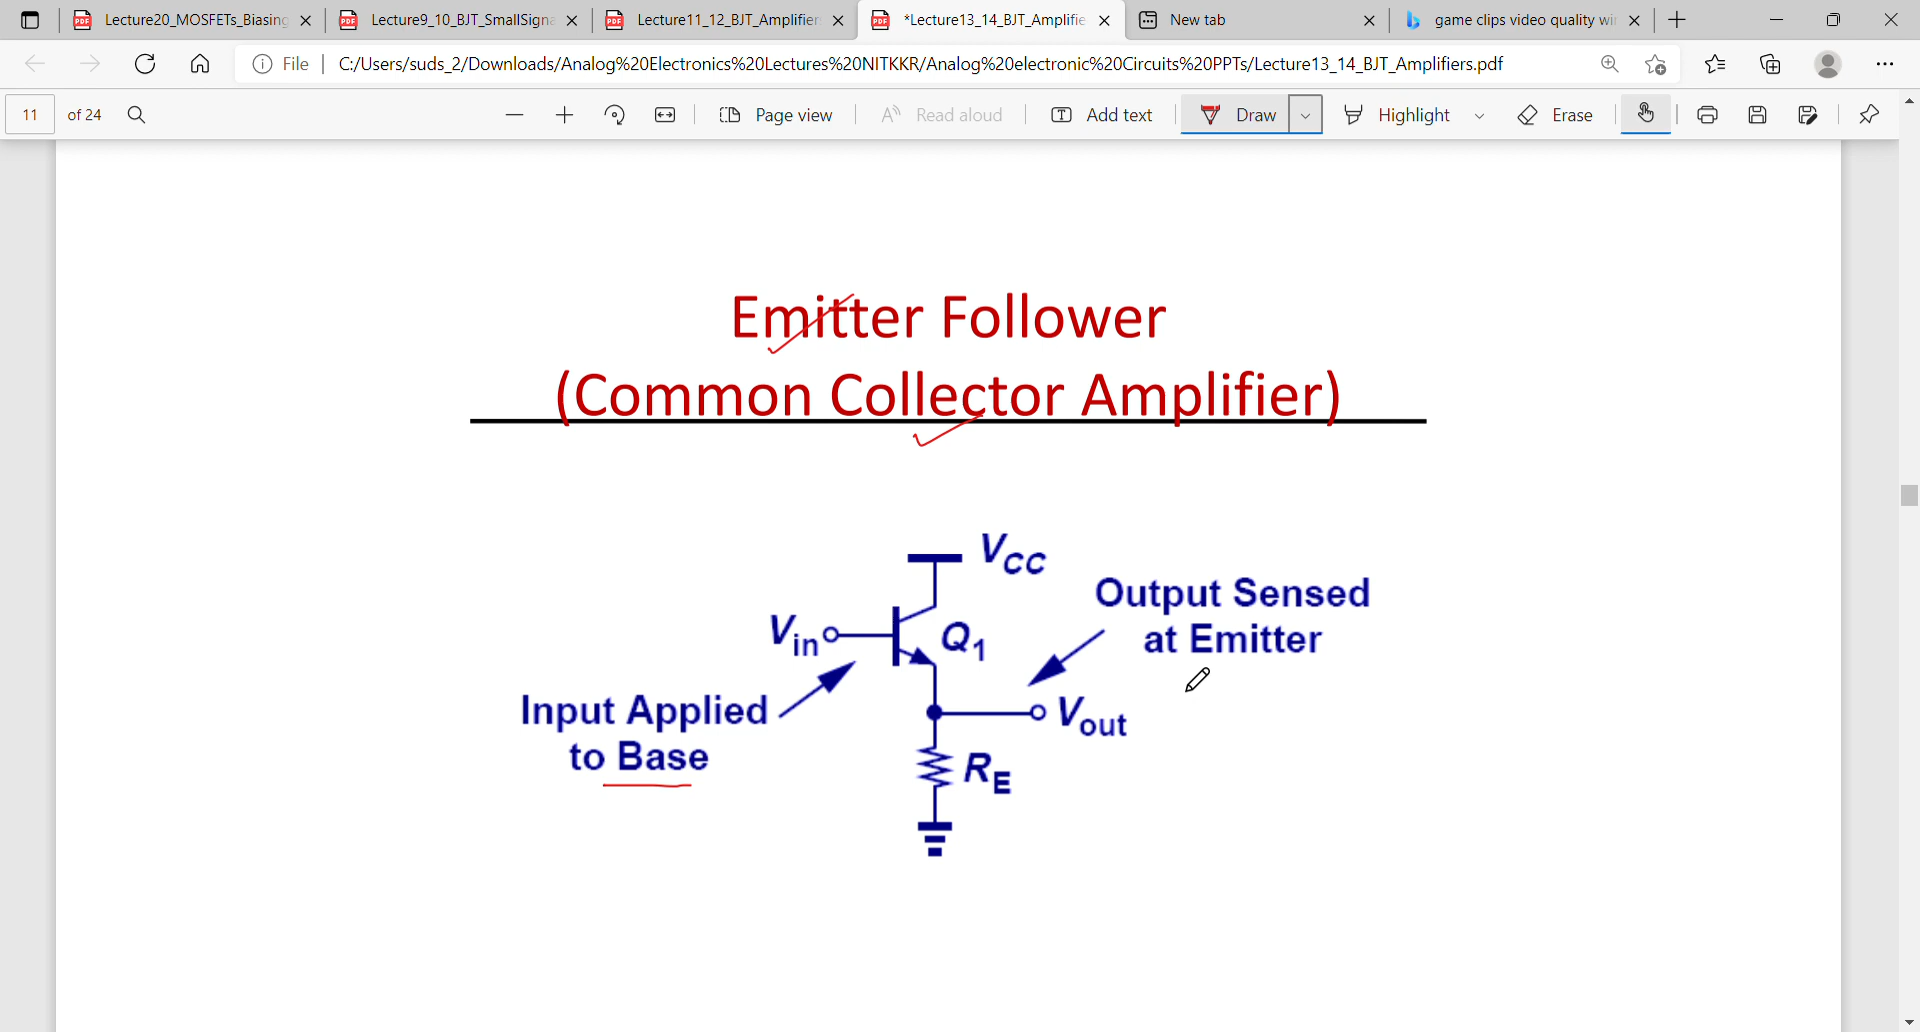 Lecture20_MOSFETs_Biasing
Lecture9_10_BJT_SmallSigna
Lecture11_12_BJT_Amplifier
*Lecture13_14_BJT_Amplifie
New tab
game clips video quality wi
File
C:/Users/suds_2/Downloads/Analog%20Electronics%20Lectures%20NITKKR/Analog%20electronic%20Circuits%20PPTs/Lecture13_14_BJT_Amplifiers.pdf
11 of 24
Page view
Read aloud
Add text
Draw
Highlight
Erase
Emitter Follower
(Common Collector Amplifier)
VCC
Output Sensed
at Emitter
Vin
Q1
Input Applied
to Base
Vout
RE